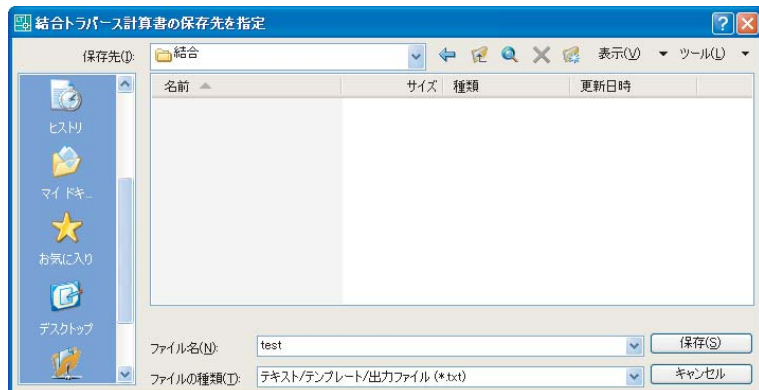 結合トラバース計算書の保存先を指定
保存先(I): 結合 表示(V) ツール(L)
名前 サイズ 種類 更新日時
ヒストリ
マイ ドキ...
お気に入り
デスクトップ
ファイル名(N): test 保存(S)
ファイルの種類(T): テキスト/テンプレート/出力ファイル (*.txt) キャンセル